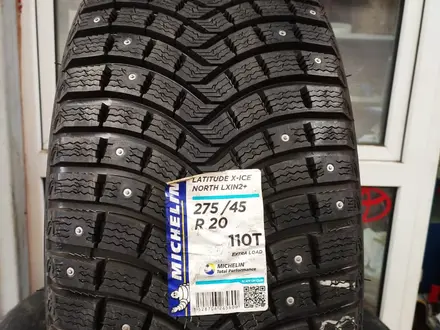 MICHELIN
LATITUDE X-ICE
NORTH LXIN2+
275/45
R 20
110T
EXTRA LOAD
MICHELIN
Total Performance